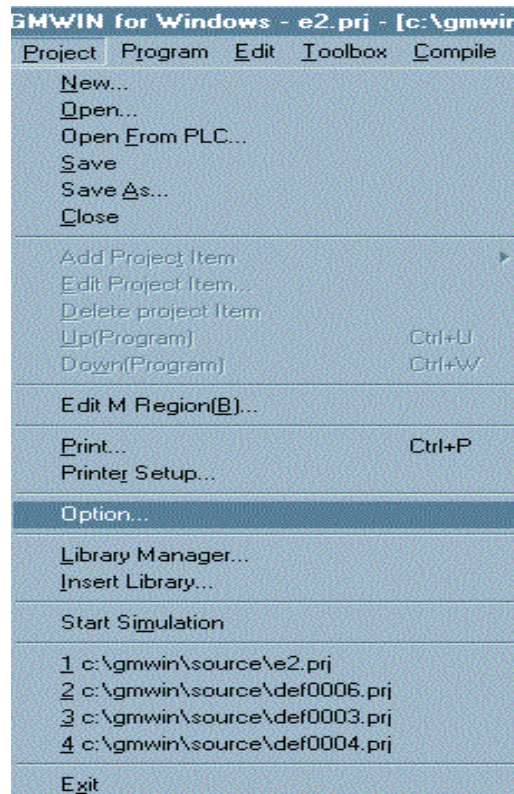 GMWIN for Windows - e2.prj - [c:\gmwin
Project Program Edit Toolbox Compile
New...
Open...
Open From PLC...
Save
Save As...
Close
Add Project Item
Edit Project Item...
Delete project Item
Up(Program) Ctrl+U
Down(Program) Ctrl+W
Edit M Region(B)...
Print... Ctrl+P
Printer Setup...
Option...
Library Manager...
Insert Library...
Start Simulation
1 c:\gmwin\source\e2.prj
2 c:\gmwin\source\def0006.prj
3 c:\gmwin\source\def0003.prj
4 c:\gmwin\source\def0004.prj
Exit